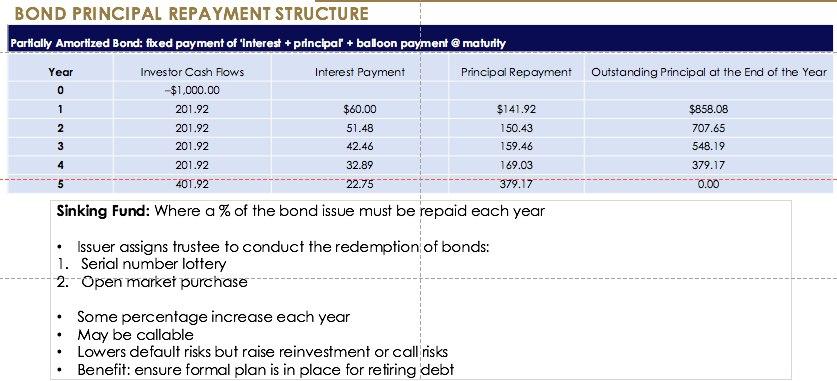 BOND PRINCIPAL REPAYMENT STRUCTURE
Partially Amortized Bond: fixed payment of 'interest + principal' + balloon payment @ maturity
Year Investor Cash Flows Interest Payment Principal Repayment Outstanding Principal at the End of the Year
0 –$1,000.00
1 201.92 $60.00 $141.92 $858.08
2 201.92 51.48 150.43 707.65
3 201.92 42.46 159.46 548.19
4 201.92 32.89 169.03 379.17
5 401.92 22.75 379.17 0.00
Sinking Fund: Where a % of the bond issue must be repaid each year
• Issuer assigns trustee to conduct the redemption of bonds:
1. Serial number lottery
2. Open market purchase
• Some percentage increase each year
• May be callable
• Lowers default risks but raise reinvestment or call risks
• Benefit: ensure formal plan is in place for retiring debt